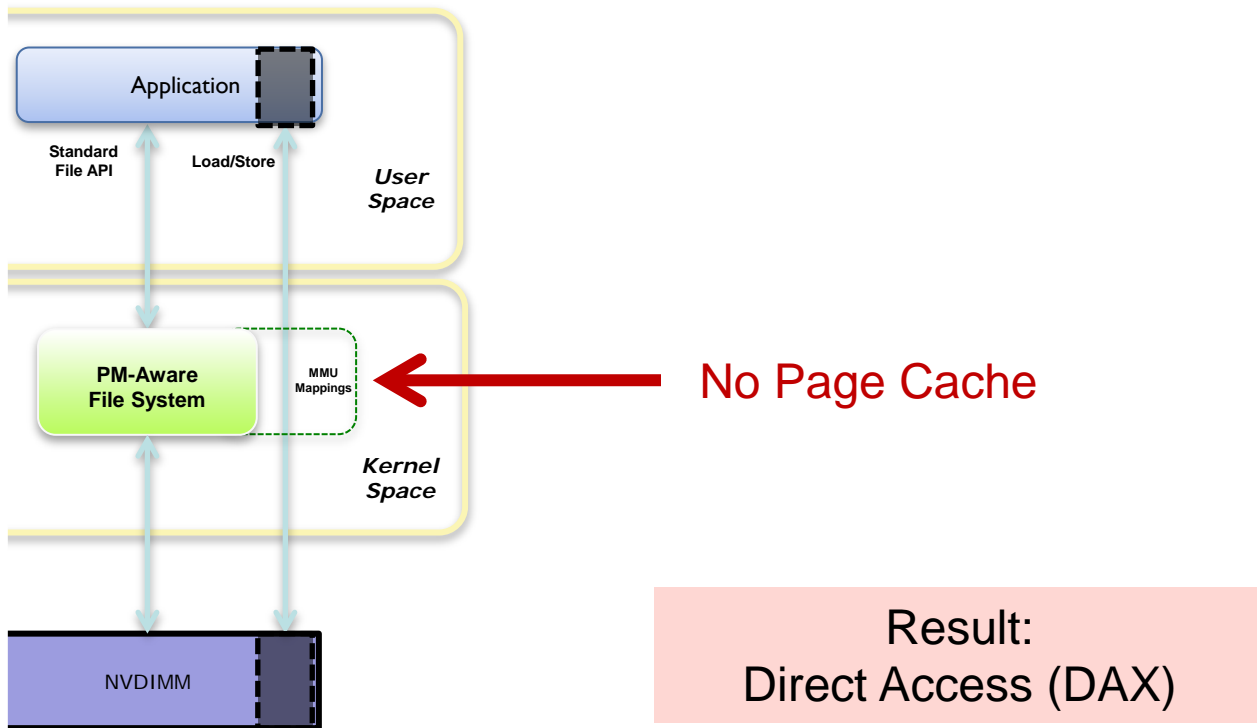 Application
Standard
File API
Load/Store
User
Space
PM-Aware
File System
MMU
Mappings
No Page Cache
Kernel
Space
NVDIMM
Result:
Direct Access (DAX)